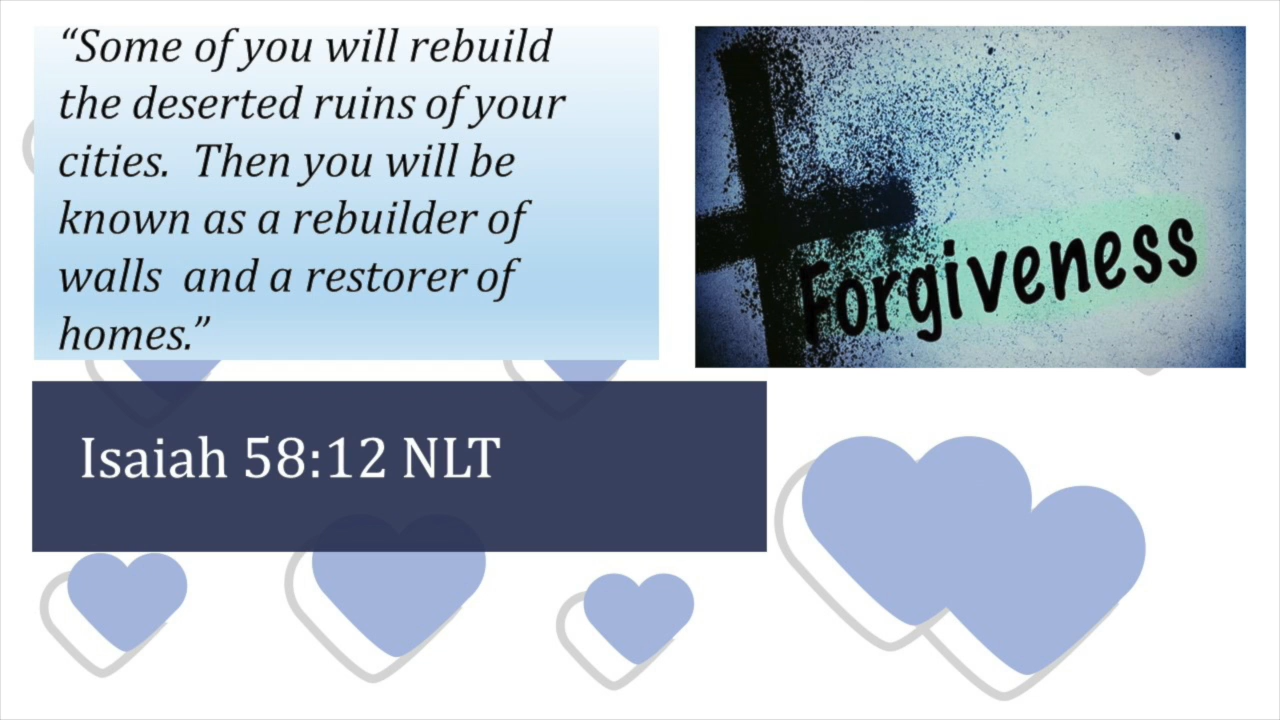 “Some of you will rebuild
the deserted ruins of your
cities.  Then you will be
known as a rebuilder of
walls  and a restorer of
homes.”
Forgiveness
Isaiah 58:12 NLT